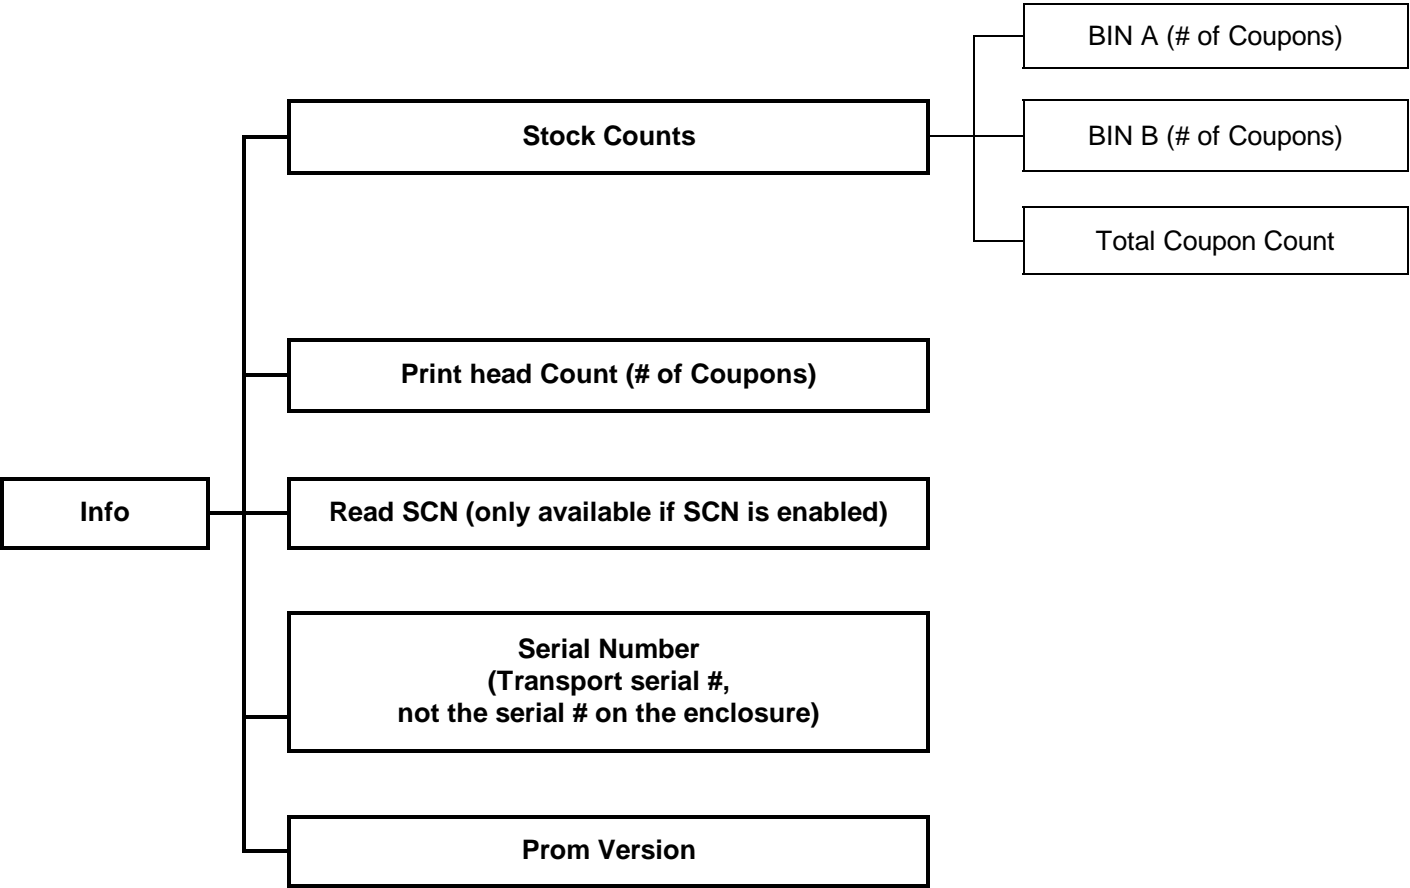 BIN A (# of Coupons)
Stock Counts
BIN B (# of Coupons)
Total Coupon Count
Print head Count (# of Coupons)
Info
Read SCN (only available if SCN is enabled)
Serial Number
(Transport serial #,
not the serial # on the enclosure)
Prom Version